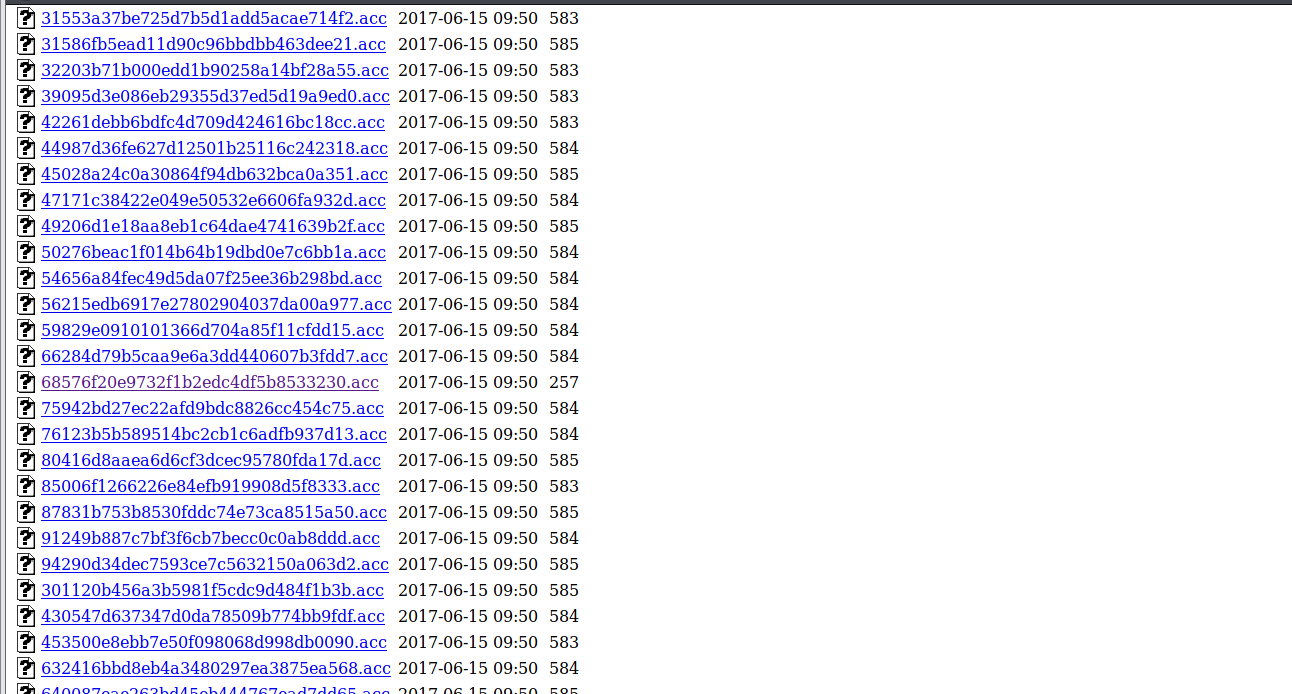 31553a37be725d7b5d1add5acae714f2.acc 2017-06-15 09:50 583
31586fb5ead11d90c96bbdbb463dee21.acc 2017-06-15 09:50 585
32203b71b000edd1b90258a14bf28a55.acc 2017-06-15 09:50 583
39095d3e086eb29355d37ed5d19a9ed0.acc 2017-06-15 09:50 583
42261debb6bdfc4d709d424616bc18cc.acc 2017-06-15 09:50 583
44987d36fe627d12501b25116c242318.acc 2017-06-15 09:50 584
45028a24c0a30864f94db632bca0a351.acc 2017-06-15 09:50 585
47171c38422e049e50532e6606fa932d.acc 2017-06-15 09:50 584
49206d1e18aa8eb1c64dae4741639b2f.acc 2017-06-15 09:50 585
50276beac1f014b64b19dbd0e7c6bb1a.acc 2017-06-15 09:50 584
54656a84fec49d5da07f25ee36b298bd.acc 2017-06-15 09:50 584
56215edb6917e27802904037da00a977.acc 2017-06-15 09:50 584
59829e0910101366d704a85f11cfdd15.acc 2017-06-15 09:50 584
66284d79b5caa9e6a3dd440607b3fdd7.acc 2017-06-15 09:50 584
68576f20e9732f1b2edc4df5b8533230.acc 2017-06-15 09:50 257
75942bd27ec22afd9bdc8826cc454c75.acc 2017-06-15 09:50 584
76123b5b589514bc2cb1c6adfb937d13.acc 2017-06-15 09:50 584
80416d8aaea6d6cf3dcec95780fda17d.acc 2017-06-15 09:50 585
85006f1266226e84efb919908d5f8333.acc 2017-06-15 09:50 583
87831b753b8530fddc74e73ca8515a50.acc 2017-06-15 09:50 585
91249b887c7bf3f6cb7becc0c0ab8ddd.acc 2017-06-15 09:50 584
94290d34dec7593ce7c5632150a063d2.acc 2017-06-15 09:50 585
301120b456a3b5981f5cdc9d484f1b3b.acc 2017-06-15 09:50 585
430547d637347d0da78509b774bb9fdf.acc 2017-06-15 09:50 584
453500e8ebb7e50f098068d998db0090.acc 2017-06-15 09:50 583
632416bbd8eb4a3480297ea3875ea568.acc 2017-06-15 09:50 584
2017-06-15 09:50 585